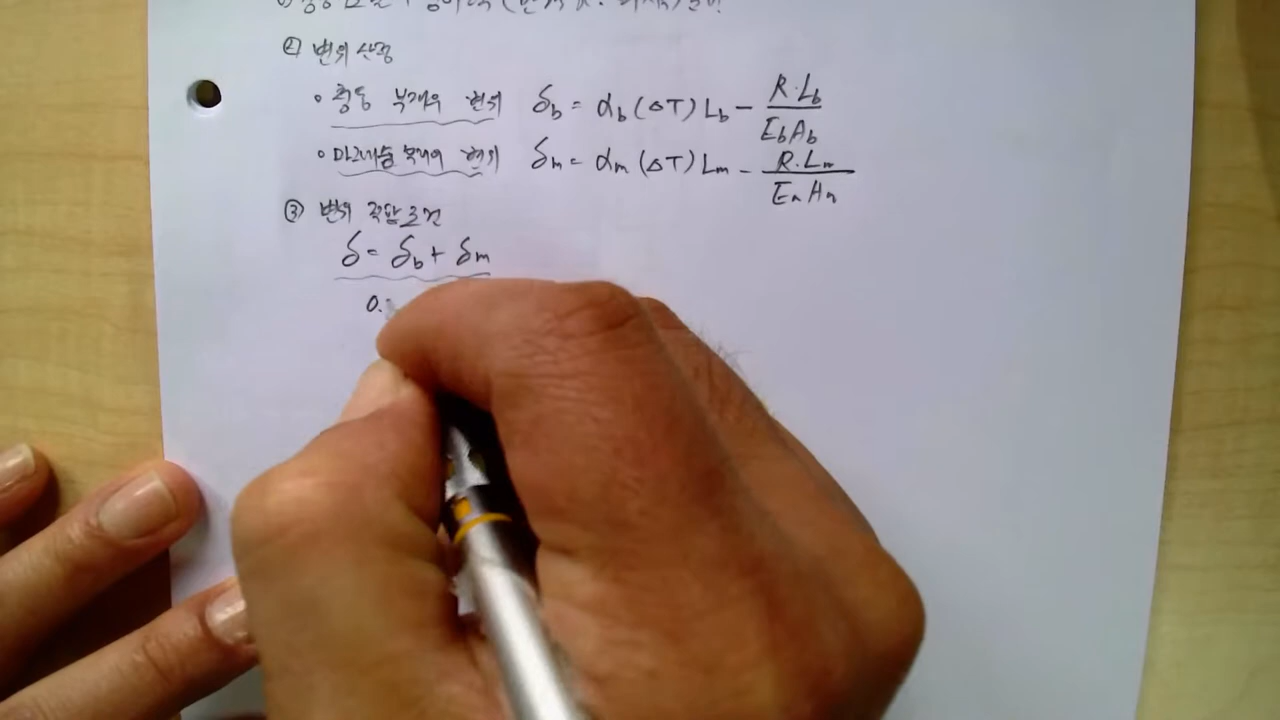 ② 변위 산정
• 청동 부재의 변위 δb = αb (ΔT) Lb − R·Lb / EbAb
• 마그네슘 부재의 변위 δm = αm (ΔT) Lm − R·Lm / EmAm
③ 변위 적합조건
δ = δb + δm
0.